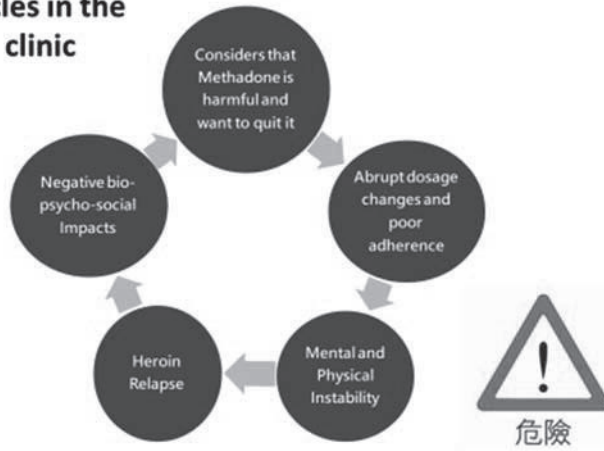 cles in the
clinic
Considers that
Methadone is
harmful and
want to quit it
Abrupt dosage
changes and
poor
adherence
Mental and
Physical
Instability
Heroin
Relapse
Negative bio-
psycho-social
Impacts
!
危險